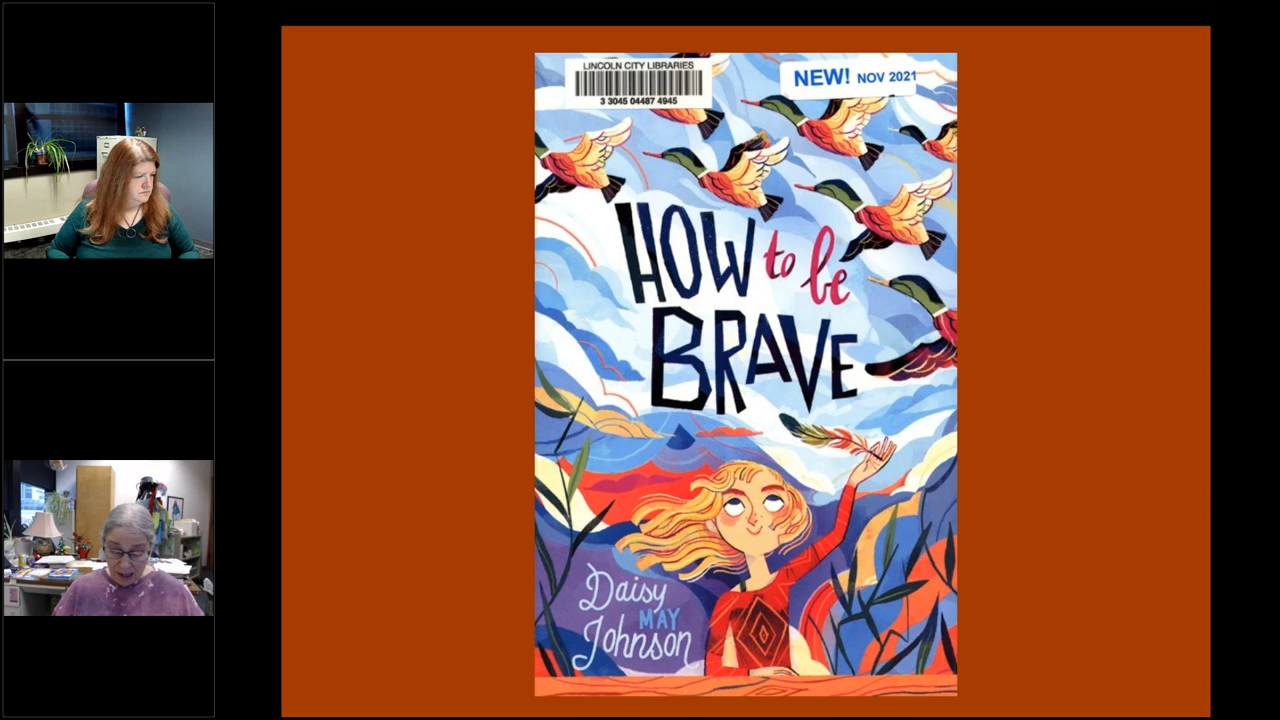 LINCOLN CITY LIBRARIES
3 3045 04487 4945
NEW! NOV 2021
HOW to be
BRAVE
Daisy
MAY
Johnson